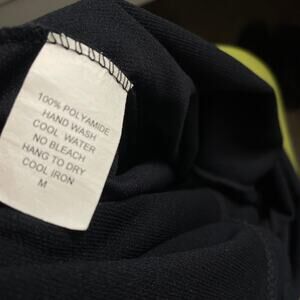 100% POLYAMIDE
HAND WASH
COOL WATER
NO BLEACH
HANG TO DRY
COOL IRON
M